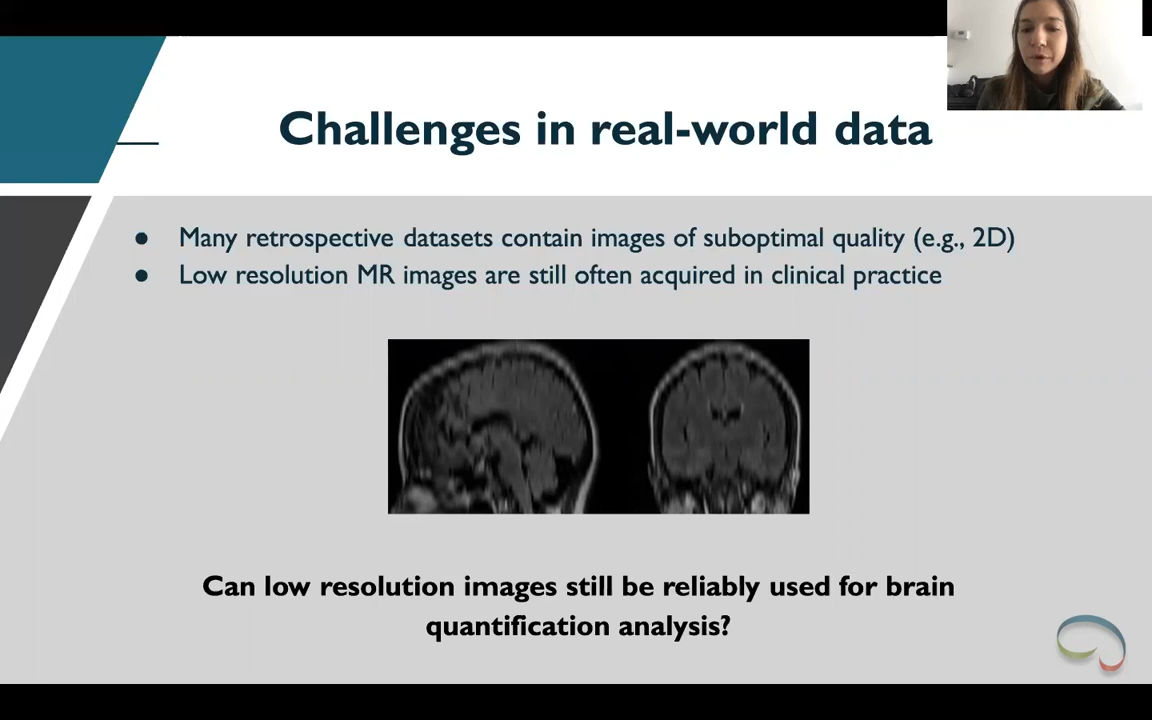 Challenges in real-world data
● Many retrospective datasets contain images of suboptimal quality (e.g., 2D)
● Low resolution MR images are still often acquired in clinical practice
Can low resolution images still be reliably used for brain
quantification analysis?